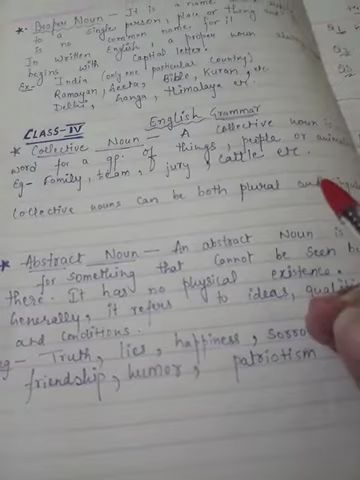 * Proper Noun - It is a name
to a single person, place or thing
is no common name for it
In written English, a proper noun always
begins with capital letter.
Ex- India (only one particular country)
Ramayan, Geeta, Bible, Kuran, etc
Delhi, Ganga, Himalaya etc.
English Grammar
CLASS-IV
* Collective Noun - A collective noun is
word for a gp. of things, people or animals
Eg- Family, team, jury, cattle etc.
Collective nouns can be both plural and
* Abstract Noun - An abstract Noun is
for something that cannot be seen
there. It has no physical existence.
Generally, it refers to ideas,
and conditions.
eg- Truth, lies, happiness,
friendship, humor, patriotism